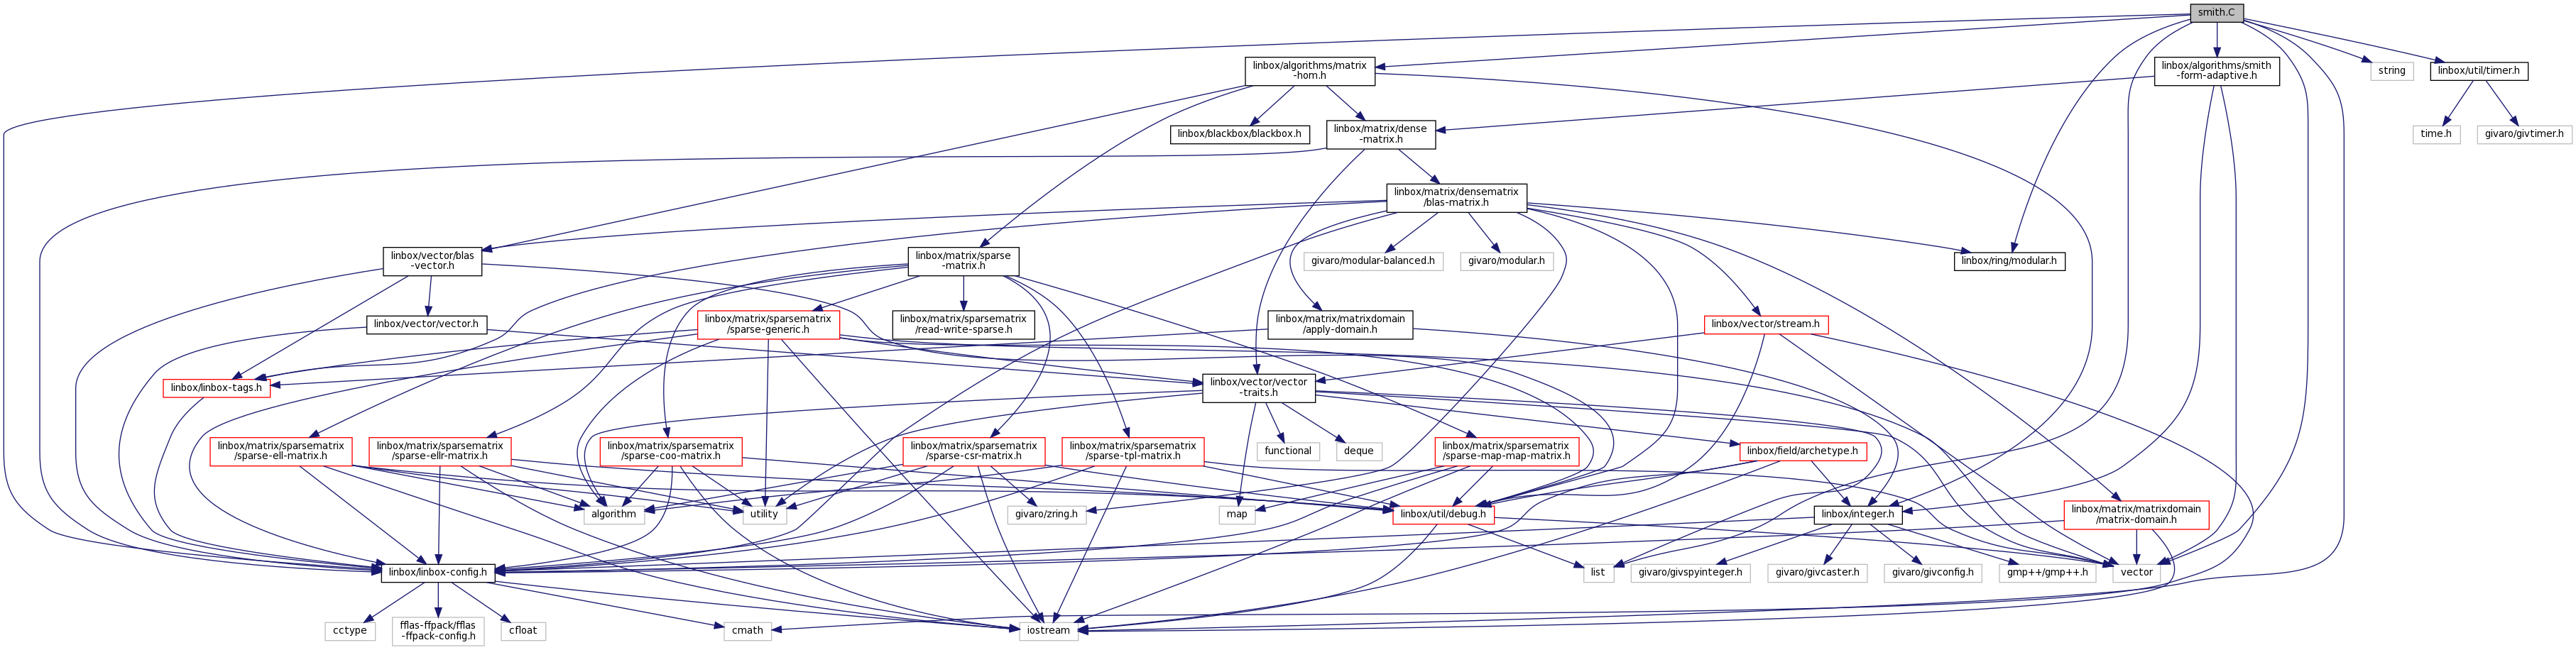 smith.C
linbox/algorithms/matrix
-hom.h
linbox/algorithms/smith
-form-adaptive.h
string
linbox/util/timer.h
linbox/blackbox/blackbox.h
linbox/matrix/dense
-matrix.h
time.h
givaro/givtimer.h
linbox/matrix/densematrix
/blas-matrix.h
linbox/vector/blas
-vector.h
linbox/matrix/sparse
-matrix.h
givaro/modular-balanced.h
givaro/modular.h
linbox/ring/modular.h
linbox/vector/vector.h
linbox/matrix/sparsematrix
/sparse-generic.h
linbox/matrix/sparsematrix
/read-write-sparse.h
linbox/matrix/matrixdomain
/apply-domain.h
linbox/vector/stream.h
linbox/linbox-tags.h
linbox/vector/vector
-traits.h
linbox/matrix/sparsematrix
/sparse-ell-matrix.h
linbox/matrix/sparsematrix
/sparse-ellr-matrix.h
linbox/matrix/sparsematrix
/sparse-coo-matrix.h
linbox/matrix/sparsematrix
/sparse-csr-matrix.h
linbox/matrix/sparsematrix
/sparse-tpl-matrix.h
functional
deque
linbox/matrix/sparsematrix
/sparse-map-map-matrix.h
linbox/field/archetype.h
algorithm
utility
givaro/zring.h
map
linbox/util/debug.h
linbox/integer.h
linbox/matrix/matrixdomain
/matrix-domain.h
linbox/linbox-config.h
list
givaro/givspyinteger.h
givaro/givcaster.h
givaro/givconfig.h
gmp++/gmp++.h
vector
cctype
fflas-ffpack/fflas
-ffpack-config.h
cfloat
cmath
iostream